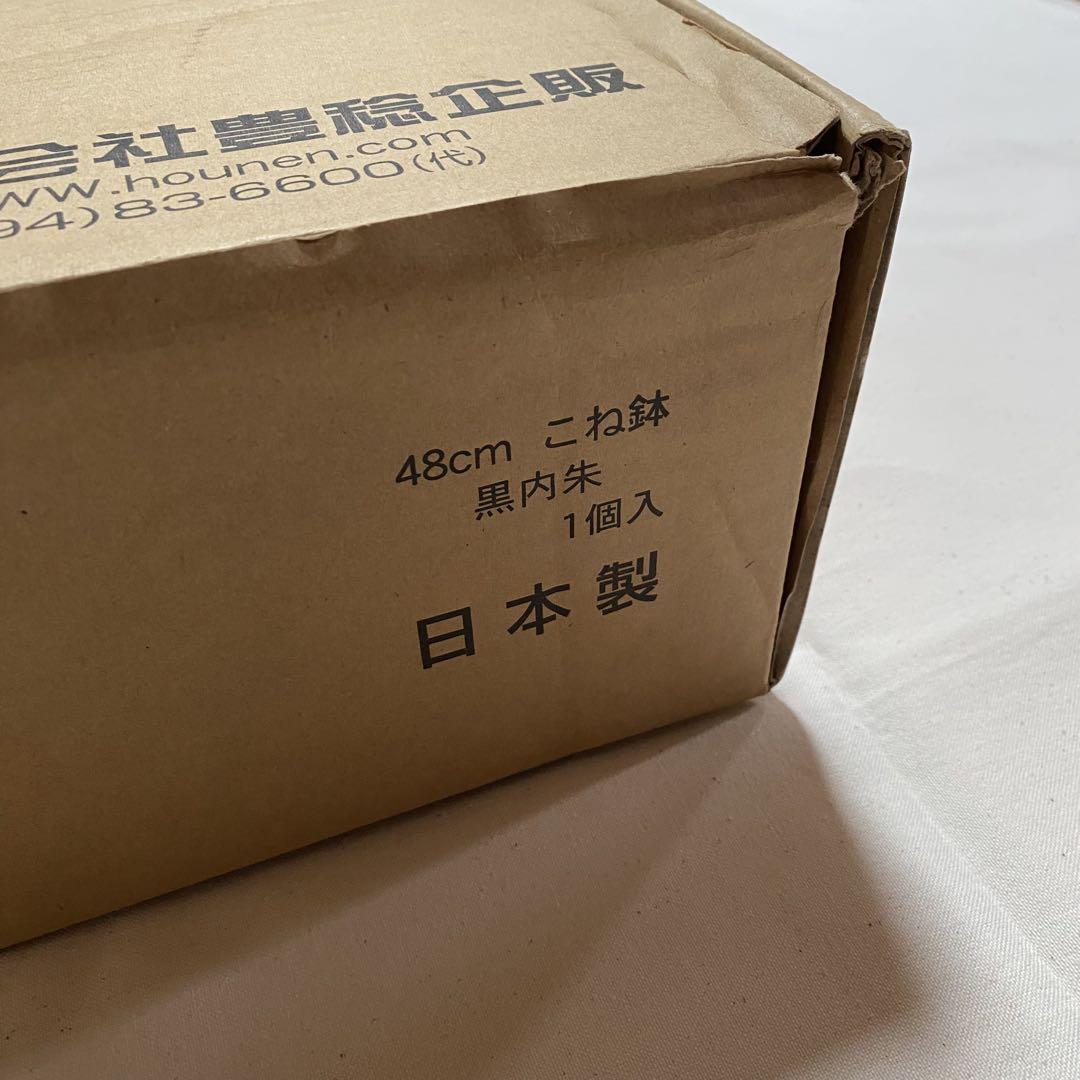 会社豊稔企販
www.hounen.com
94)83-6600(代)
48cm こね鉢
黒内朱
1個入
日本製